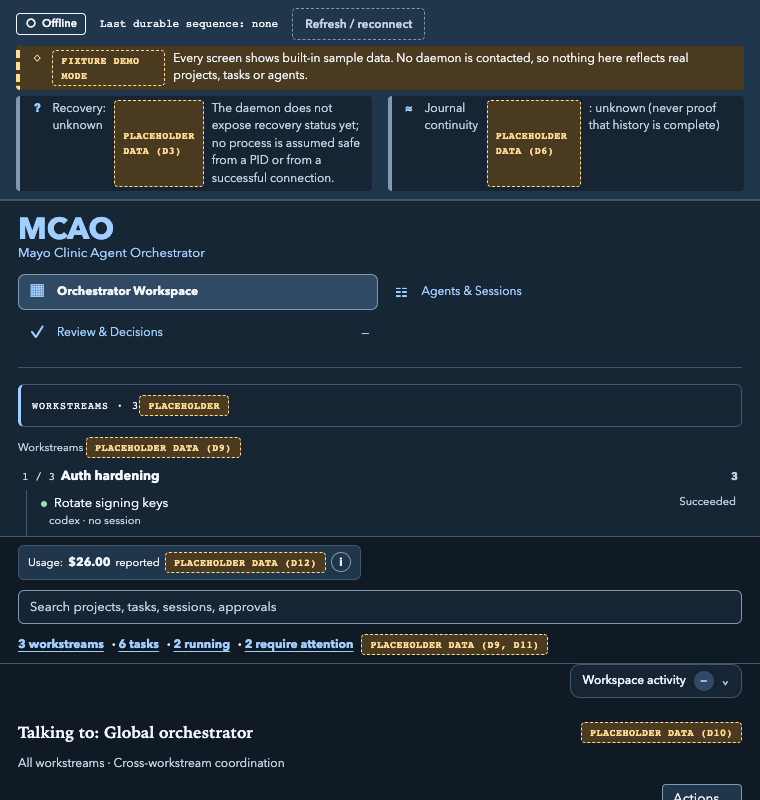 Offline Last durable sequence: none Refresh / reconnect
FIXTURE DEMO MODE
Every screen shows built-in sample data. No daemon is contacted, so nothing here reflects real
projects, tasks or agents.
? Recovery:
unknown
PLACEHOLDER
DATA (D3)
The daemon does not
expose recovery status yet;
no process is assumed safe
from a PID or from a
successful connection.
≈ Journal
continuity
PLACEHOLDER
DATA (D6)
: unknown (never proof
that history is complete)
MCAO
Mayo Clinic Agent Orchestrator
Orchestrator Workspace
Agents & Sessions
Review & Decisions —
WORKSTREAMS · 3 PLACEHOLDER
Workstreams PLACEHOLDER DATA (D9)
1 / 3 Auth hardening 3
Rotate signing keys Succeeded
codex · no session
Usage: $26.00 reported PLACEHOLDER DATA (D12) i
Search projects, tasks, sessions, approvals
3 workstreams · 6 tasks · 2 running · 2 require attention PLACEHOLDER DATA (D9, D11)
Workspace activity –
Talking to: Global orchestrator PLACEHOLDER DATA (D10)
All workstreams · Cross-workstream coordination
Actions